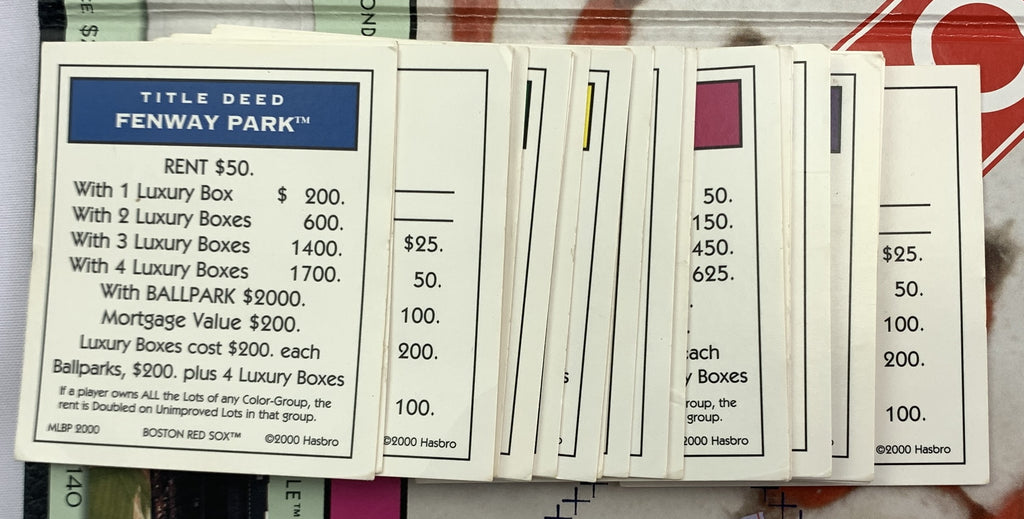 TITLE DEED
FENWAY PARK™
RENT $50.
With 1 Luxury Box $ 200.
With 2 Luxury Boxes 600.
With 3 Luxury Boxes 1400.
With 4 Luxury Boxes 1700.
With BALLPARK $2000.
Mortgage Value $200.
Luxury Boxes cost $200. each
Ballparks, $200. plus 4 Luxury Boxes
If a player owns ALL the Lots of any Color-Group, the
rent is Doubled on Unimproved Lots in that group.
MLBP 2000 BOSTON RED SOX™ ©2000 Hasbro
$25.
50.
100.
200.
100.
©2000 Hasbro
s
50.
150.
450.
625.
.
each
y Boxes
roup, the
group.
©2000 Hasbro
$25.
50.
100.
200.
100.
©2000 Hasbro
OND
140
LE™